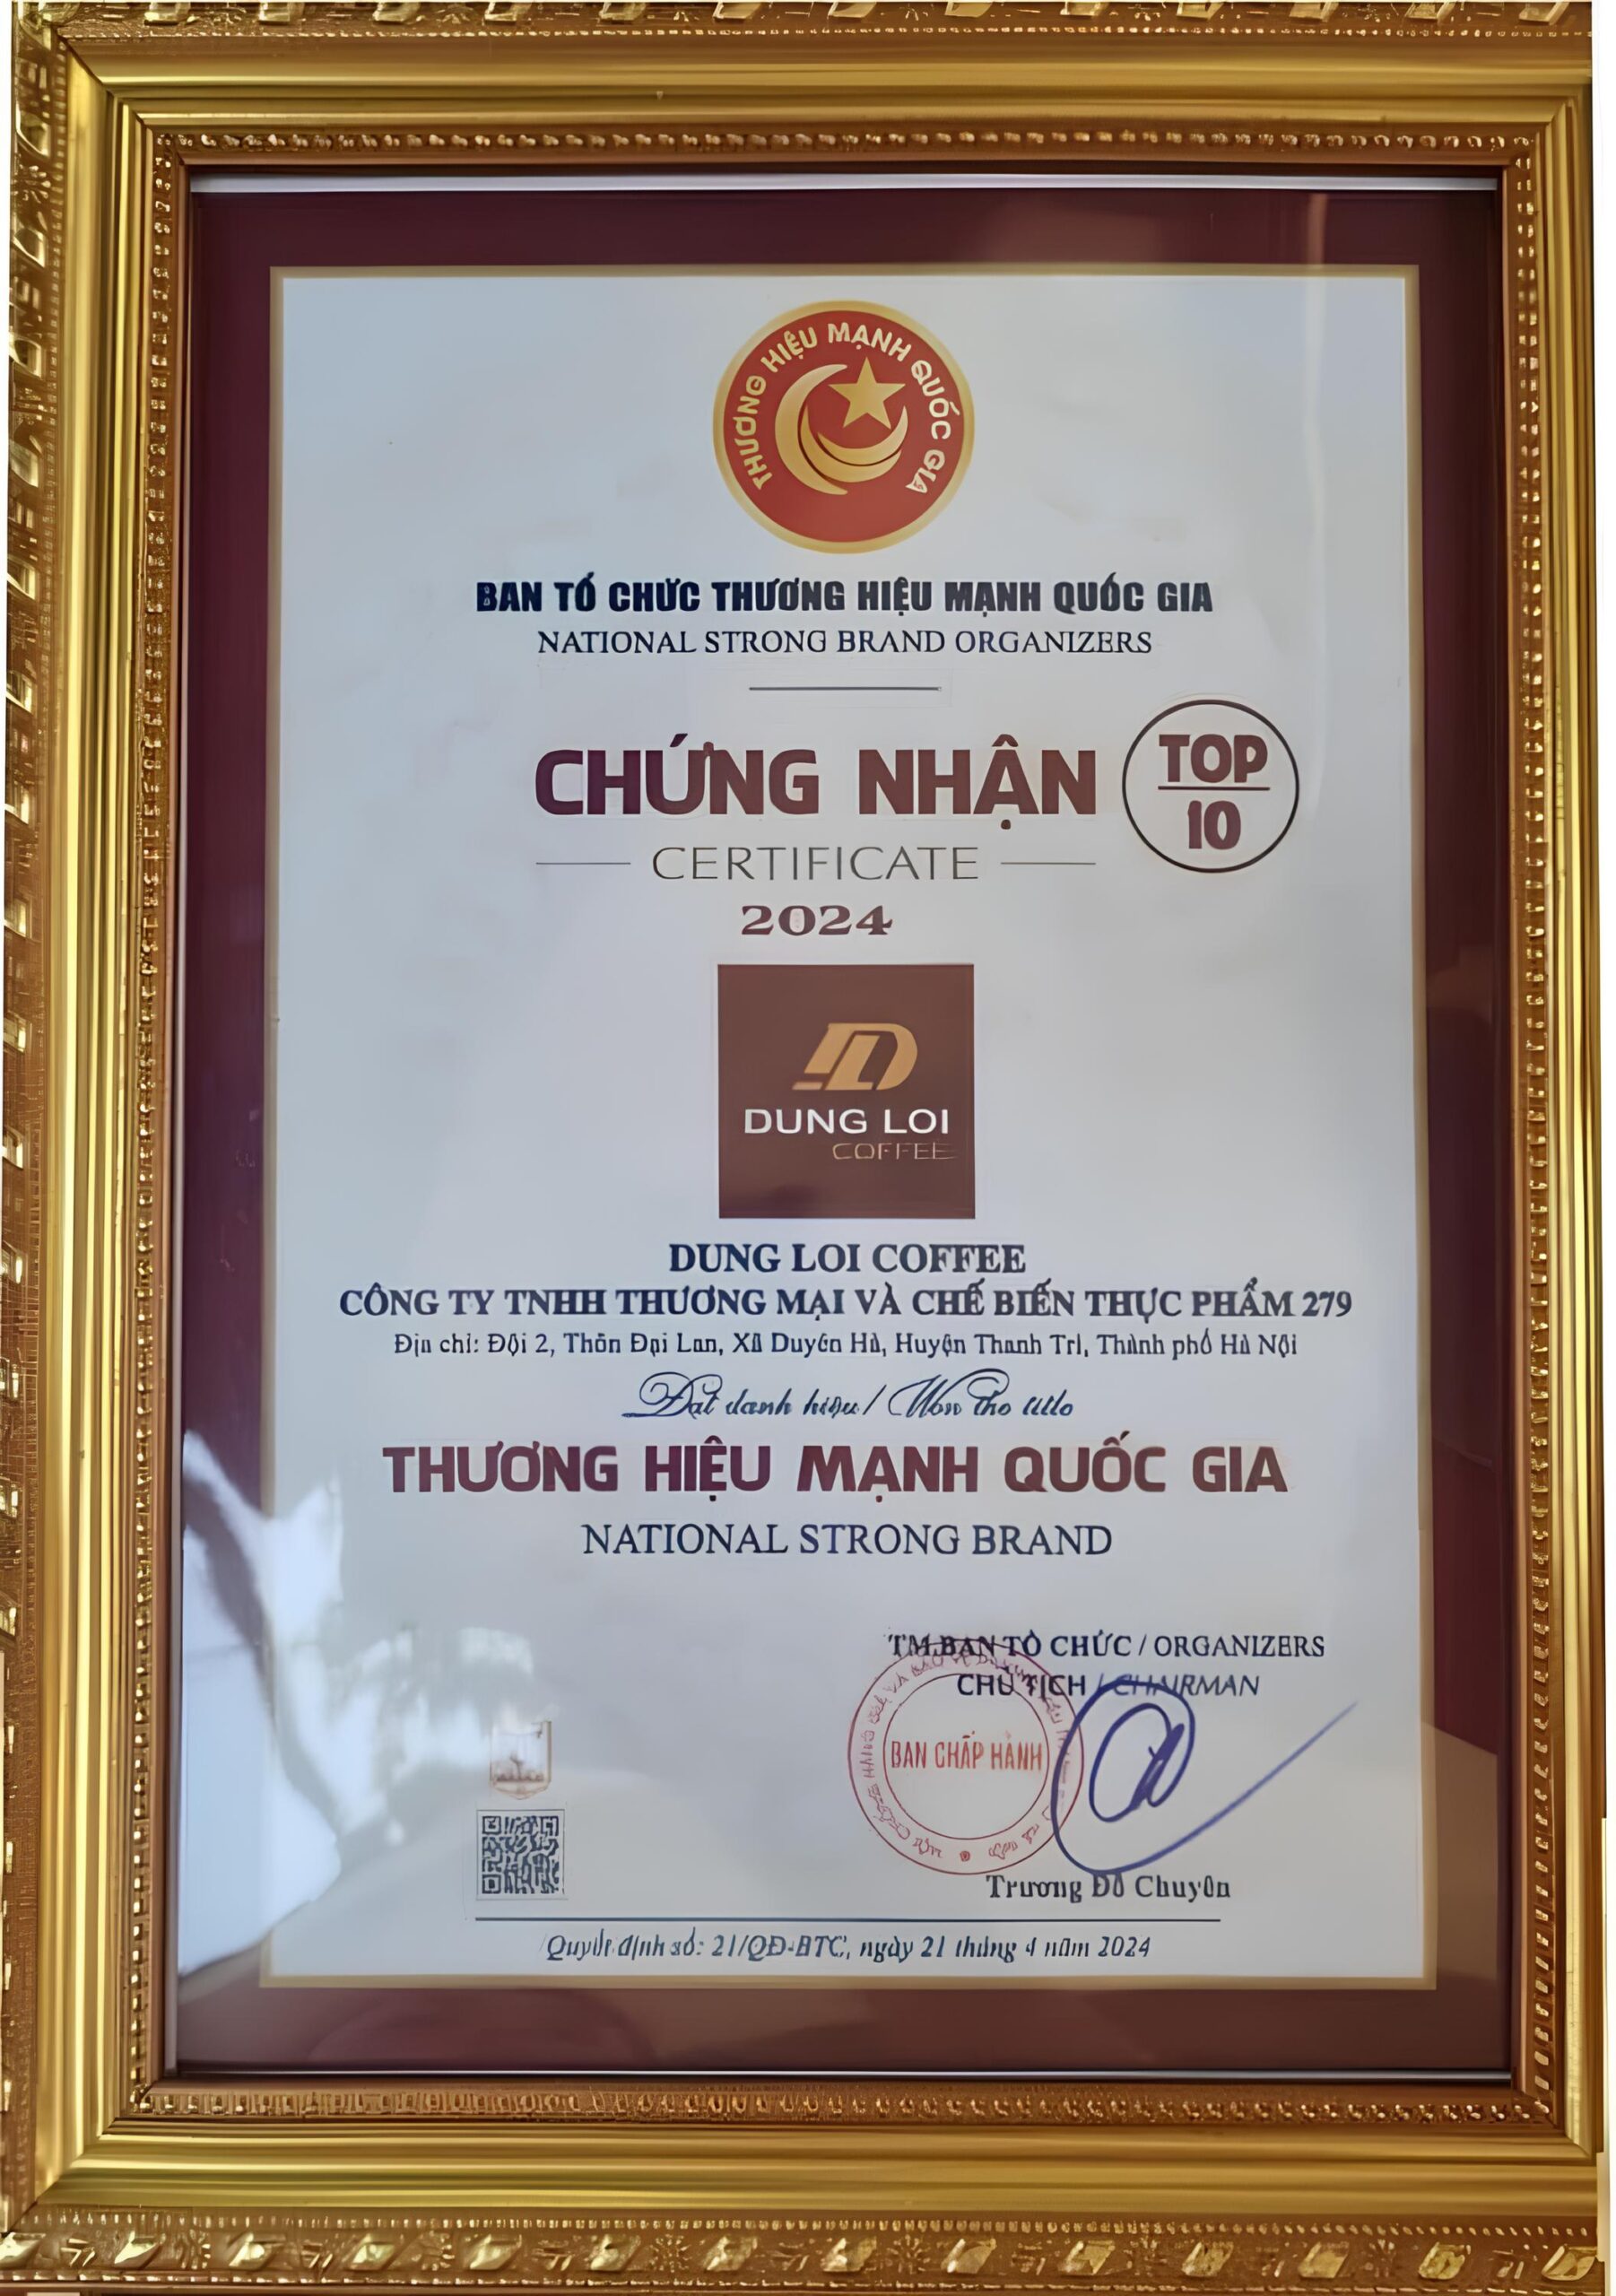 THƯƠNG HIỆU MẠNH QUỐC GIA
BAN TỔ CHỨC THƯƠNG HIỆU MẠNH QUỐC GIA
NATIONAL STRONG BRAND ORGANIZERS
CHỨNG NHẬN
TOP
10
CERTIFICATE
2024
DUNG LOI
COFFEE
DUNG LOI COFFEE
CÔNG TY TNHH THƯƠNG MẠI VÀ CHẾ BIẾN THỰC PHẨM 279
Địa chỉ: Đội 2, Thôn Đại Lan, Xã Duyên Hà, Huyện Thanh Trì, Thành phố Hà Nội
Đạt danh hiệu / Won the title
THƯƠNG HIỆU MẠNH QUỐC GIA
NATIONAL STRONG BRAND
TM.BAN TỔ CHỨC / ORGANIZERS
CHỦ TỊCH / CHAIRMAN
BAN CHẤP HÀNH
Trương Chuyên
Quyết định số: 21/QĐ-BTC, ngày 21 tháng 4 năm 2024